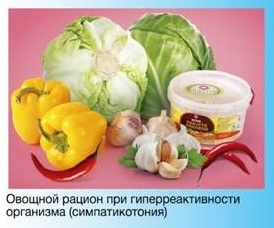 Овощной рацион при гиперреактивности
организма (симпатикотония)